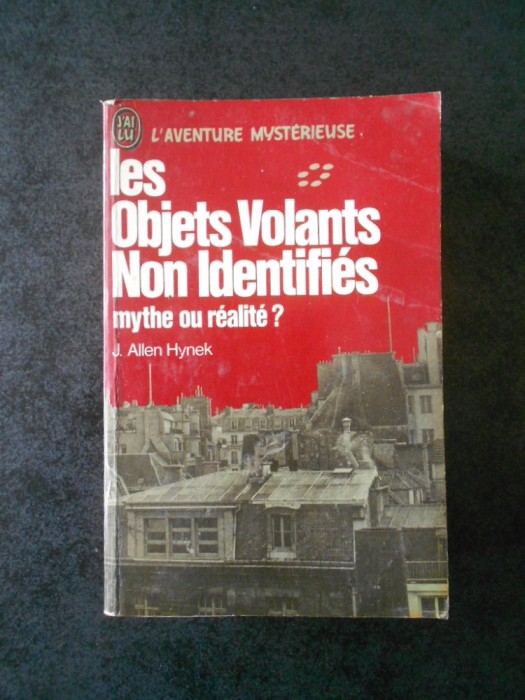 J'AI
LU
L'AVENTURE MYSTÉRIEUSE
les
Objets Volants
Non Identifiés
mythe ou réalité?
J. Allen Hynek